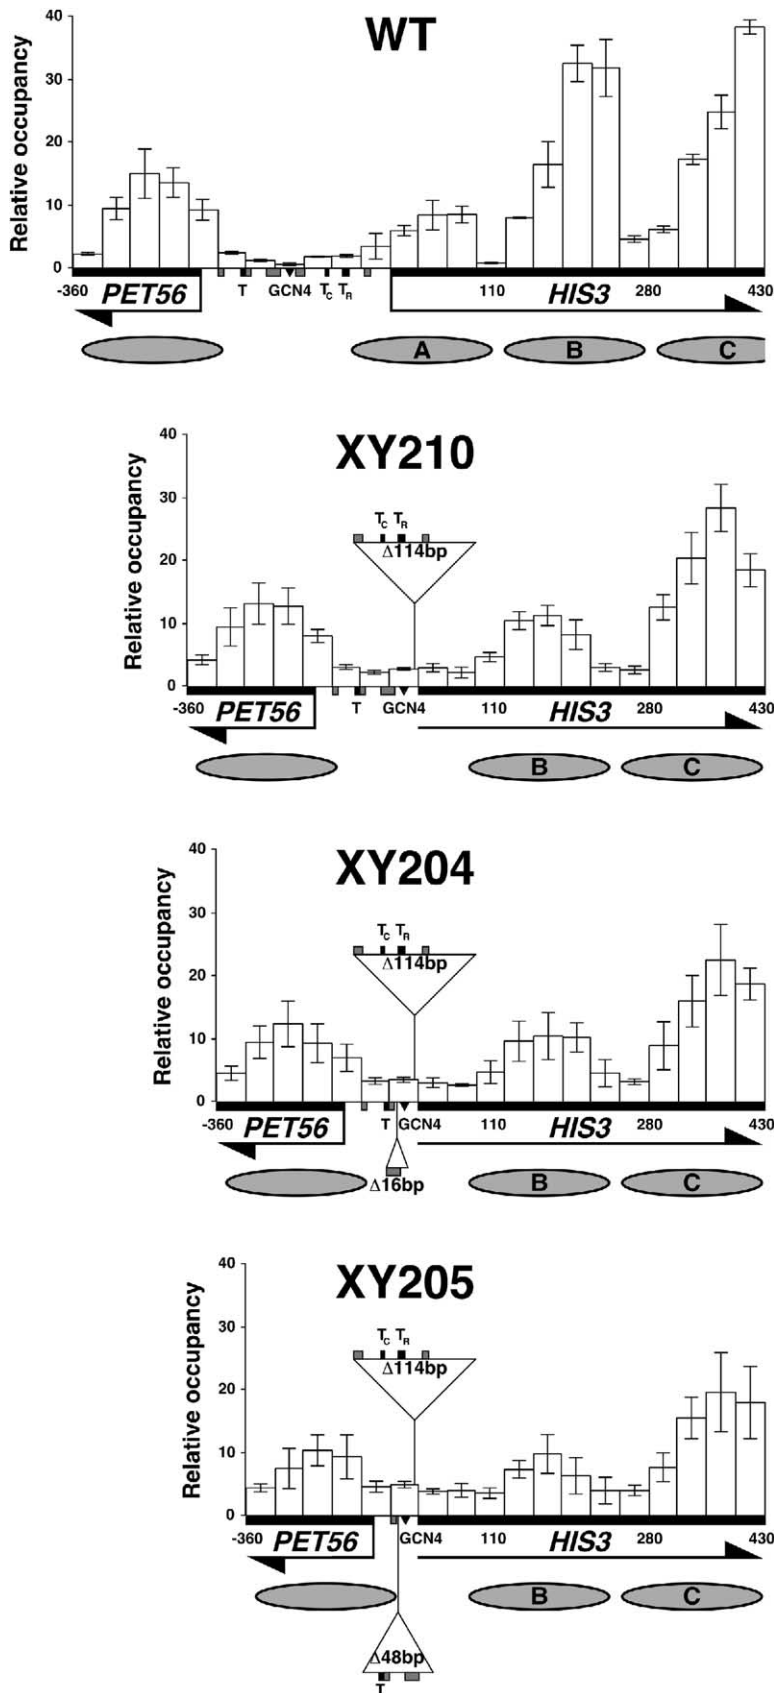 WT
Relative occupancy
40
30
20
10
0
T GCN4 TC TR
-360 PET56 110 HIS3 280 430
A B C
XY210
Relative occupancy
40
30
20
10
0
TC TR
Δ114bp
-360 PET56 T GCN4 110 HIS3 280 430
B C
XY204
Relative occupancy
40
30
20
10
0
TC TR
Δ114bp
-360 PET56 T GCN4 110 HIS3 280 430
Δ16bp B C
XY205
Relative occupancy
40
30
20
10
0
TC TR
Δ114bp
-360 PET56 GCN4 110 HIS3 280 430
B C
Δ48bp
T